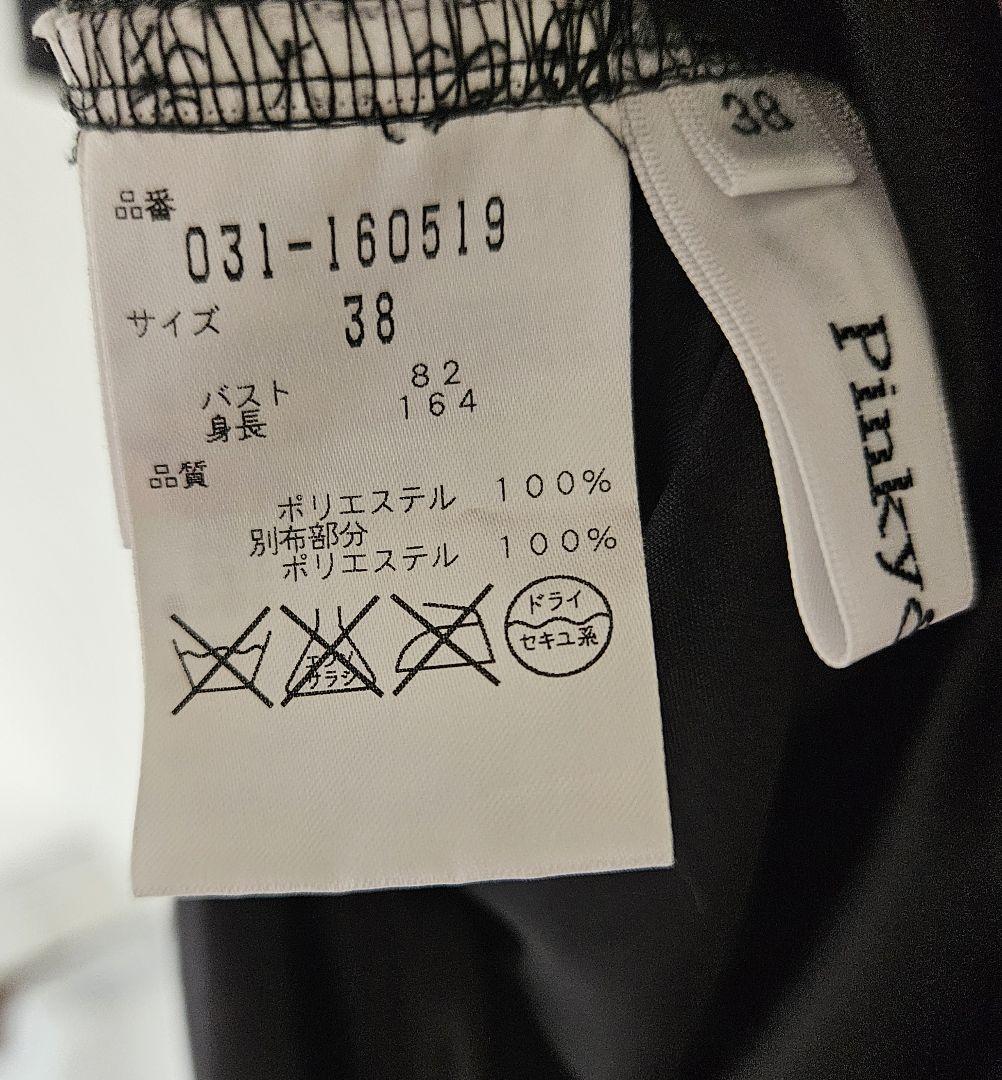 品番
031-160519
サイズ 38
バスト 82
身長 164
品質
ポリエステル 100%
別布部分
ポリエステル 100%
エンソ
サラシ
ドライ
セキユ系
38
Pinky&